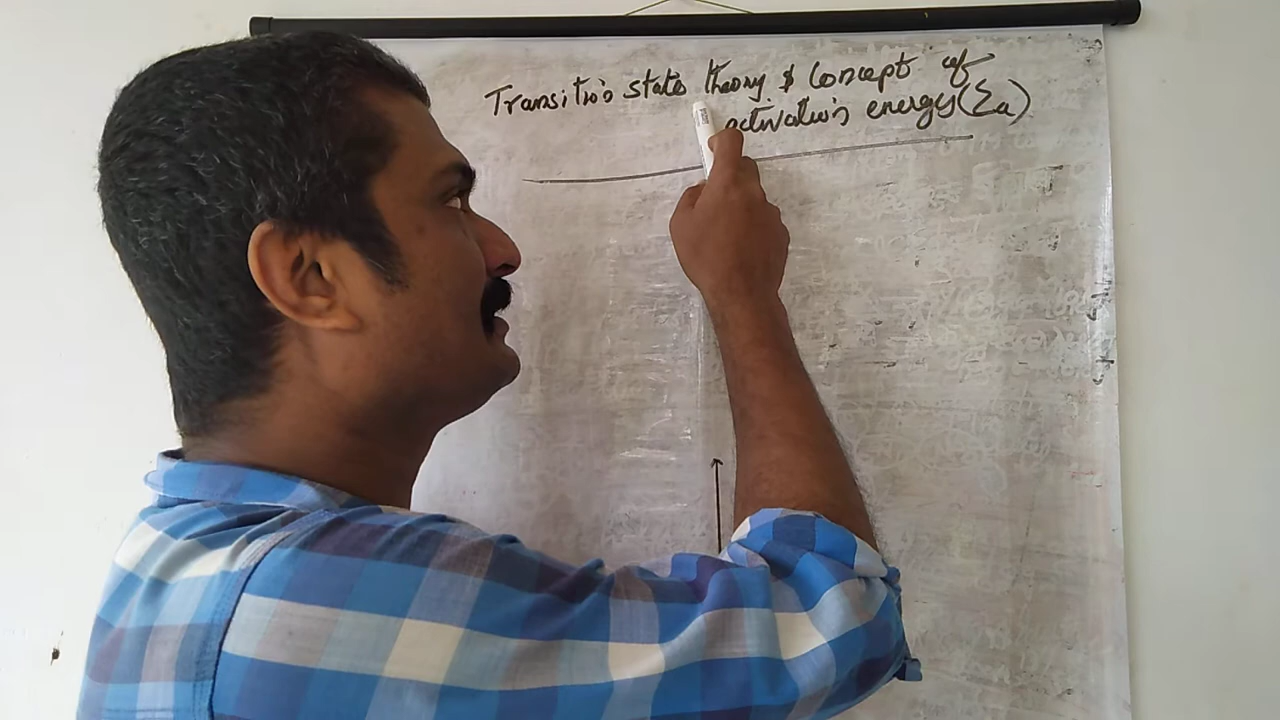 Transition state theory & Concept of
activation energy (Ea)